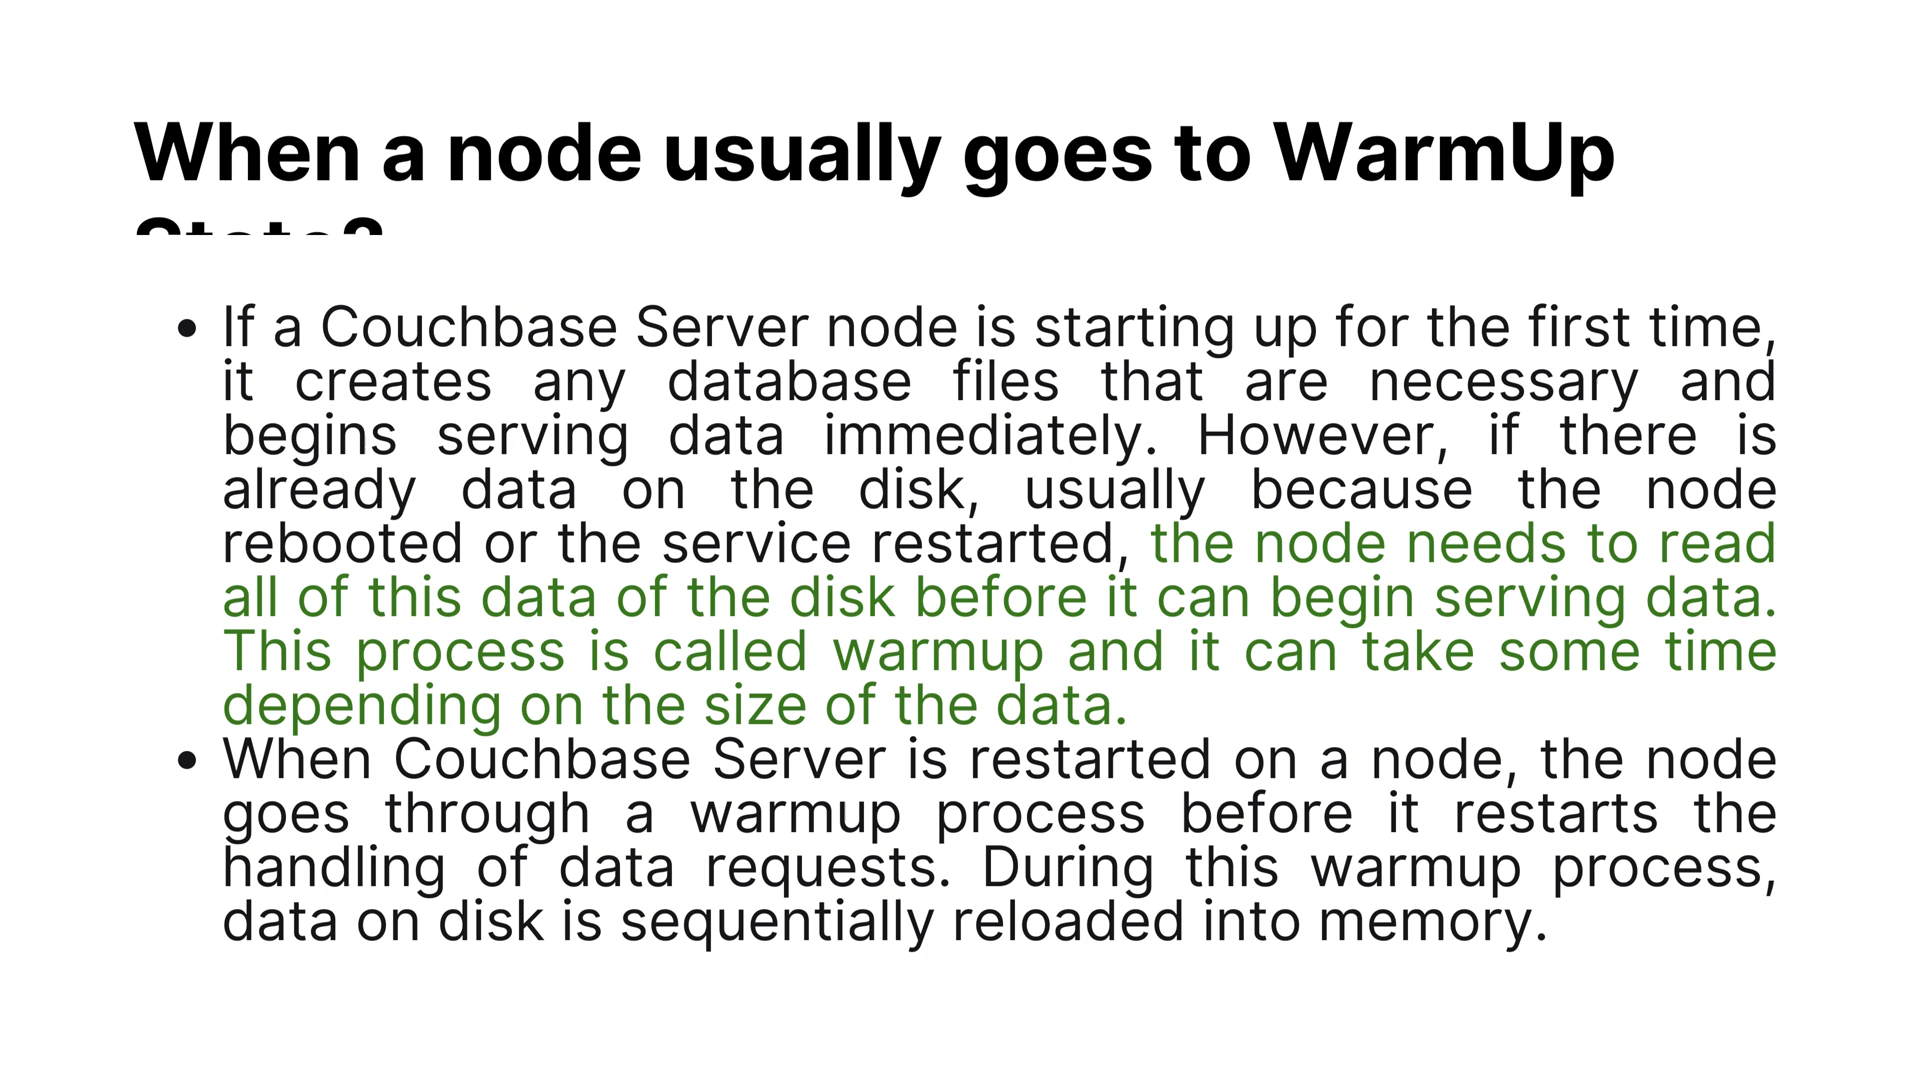 When a node usually goes to WarmUp
State?
• If a Couchbase Server node is starting up for the first time,
it creates any database files that are necessary and
begins serving data immediately. However, if there is
already data on the disk, usually because the node
rebooted or the service restarted, the node needs to read
all of this data of the disk before it can begin serving data.
This process is called warmup and it can take some time
depending on the size of the data.
• When Couchbase Server is restarted on a node, the node
goes through a warmup process before it restarts the
handling of data requests. During this warmup process,
data on disk is sequentially reloaded into memory.